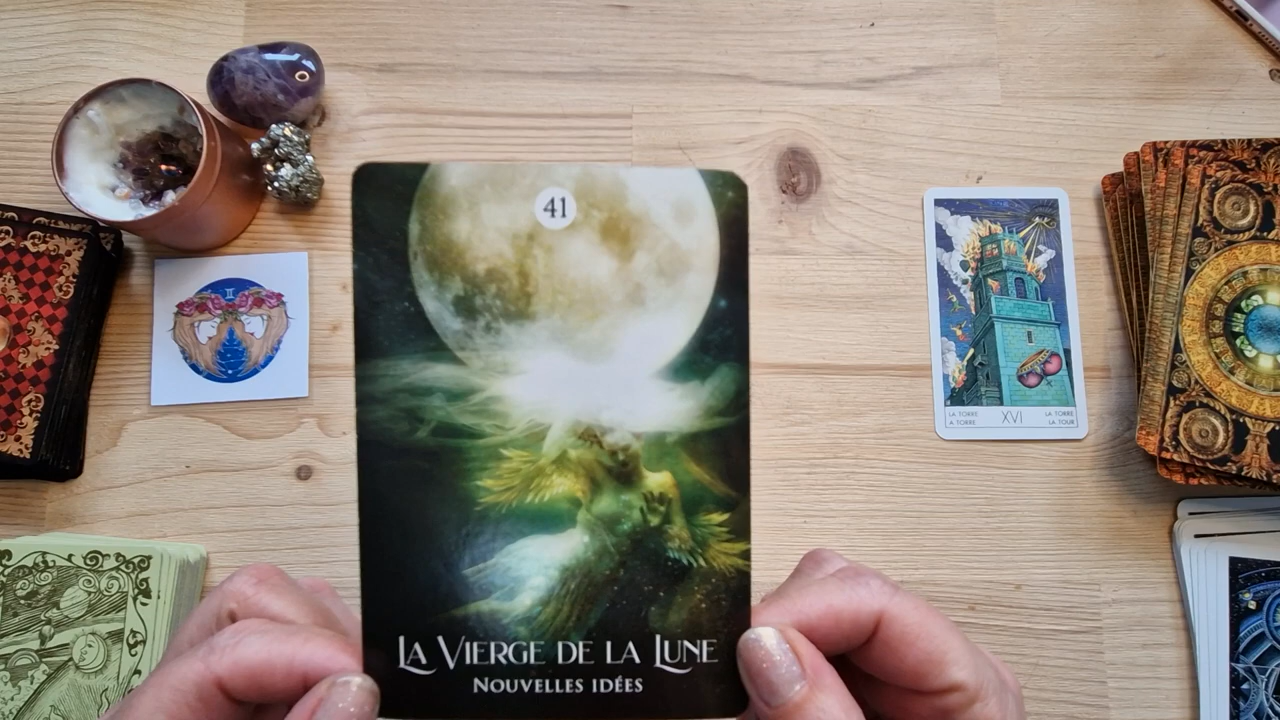 41
LA VIERGE DE LA LUNE
NOUVELLES IDÉES
LA TORRE XVI LA TORRE
A TORRE LA TOUR